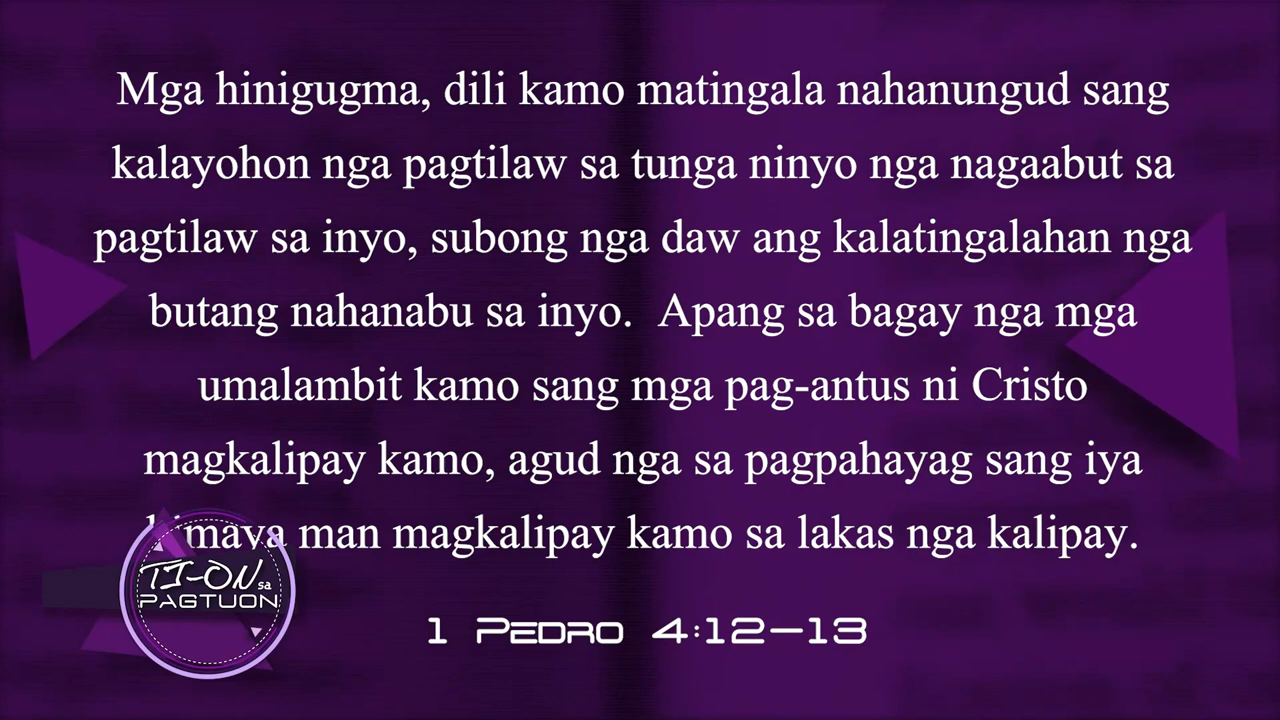 Mga hinigugma, dili kamo matingala nahanungud sang
kalayohon nga pagtilaw sa tunga ninyo nga nagaabut sa
pagtilaw sa inyo, subong nga daw ang kalatingalahan nga
butang nahanabu sa inyo. Apang sa bagay nga mga
umalambit kamo sang mga pag-antus ni Cristo
magkalipay kamo, agud nga sa pagpahayag sang iya
man magkalipay kamo sa lakas nga kalipay.
1 Pedro 4:12-13
TI-ON sa
PAGTUON